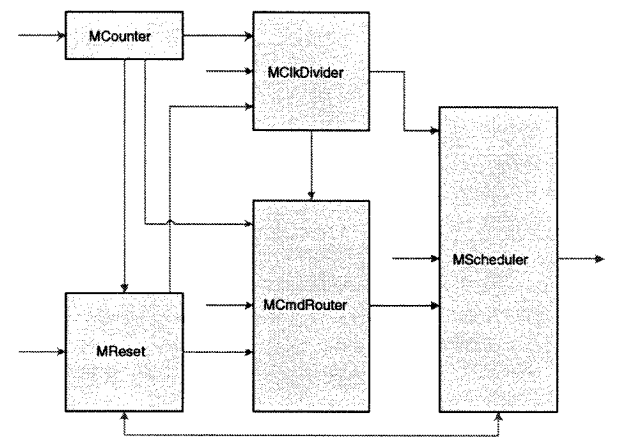 MCounter
MClkDivider
MScheduler
MCmdRouter
MReset